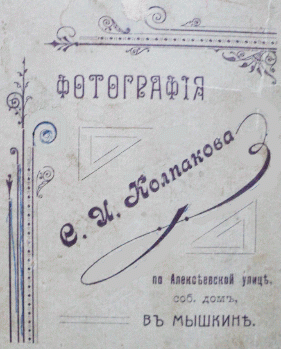 ФОТОГРАФІЯ
С. И. Колпакова
по Алексѣевской улицѣ,
соб. домъ,
ВЪ МЫШКИНѢ.